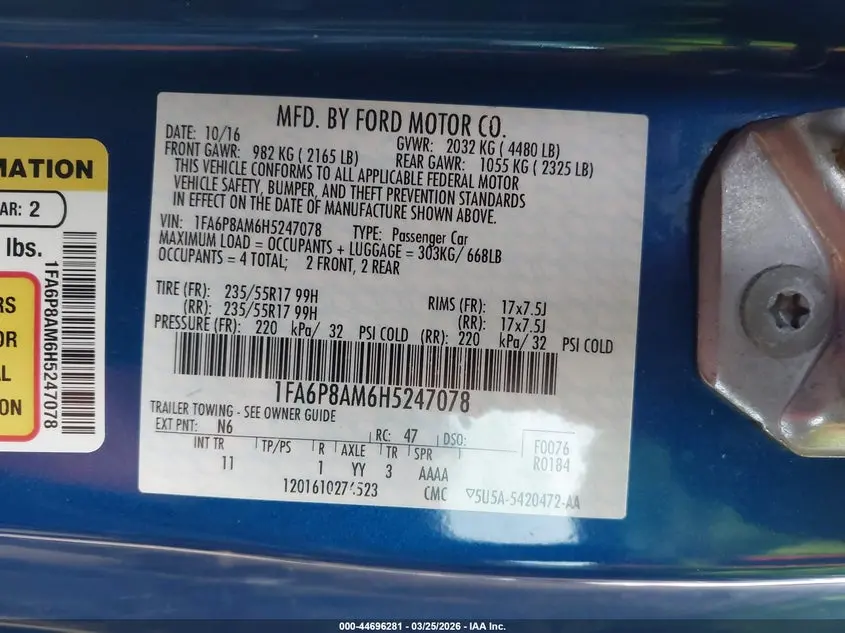 MATION
AR: 2
lbs.
RS
OR
AL
ION
1FA6P8AM6H5247078
MFD. BY FORD MOTOR CO.
DATE: 10/16 GVWR: 2032 KG ( 4480 LB)
FRONT GAWR: 982 KG ( 2165 LB) REAR GAWR: 1055 KG ( 2325 LB)
THIS VEHICLE CONFORMS TO ALL APPLICABLE FEDERAL MOTOR
VEHICLE SAFETY, BUMPER, AND THEFT PREVENTION STANDARDS
IN EFFECT ON THE DATE OF MANUFACTURE SHOWN ABOVE.
VIN: 1FA6P8AM6H5247078 TYPE: Passenger Car
MAXIMUM LOAD = OCCUPANTS + LUGGAGE = 303KG/ 668LB
OCCUPANTS = 4 TOTAL; 2 FRONT, 2 REAR
TIRE (FR): 235/55R17 99H RIMS (FR): 17x7.5J
(RR): 235/55R17 99H (RR): 17x7.5J
PRESSURE (FR): 220 kPa/ 32 PSI COLD (RR): 220 kPa/ 32 PSI COLD
1FA6P8AM6H5247078
TRAILER TOWING - SEE OWNER GUIDE
EXT PNT: N6 RC: 47 DSO: F0076
INT TR TP/PS R AXLE TR SPR R0184
11 1 YY 3 AAAA
CMC ▽5U5A-5420472-AA
000-44696281 | 03/25/2026 | IAA Inc.